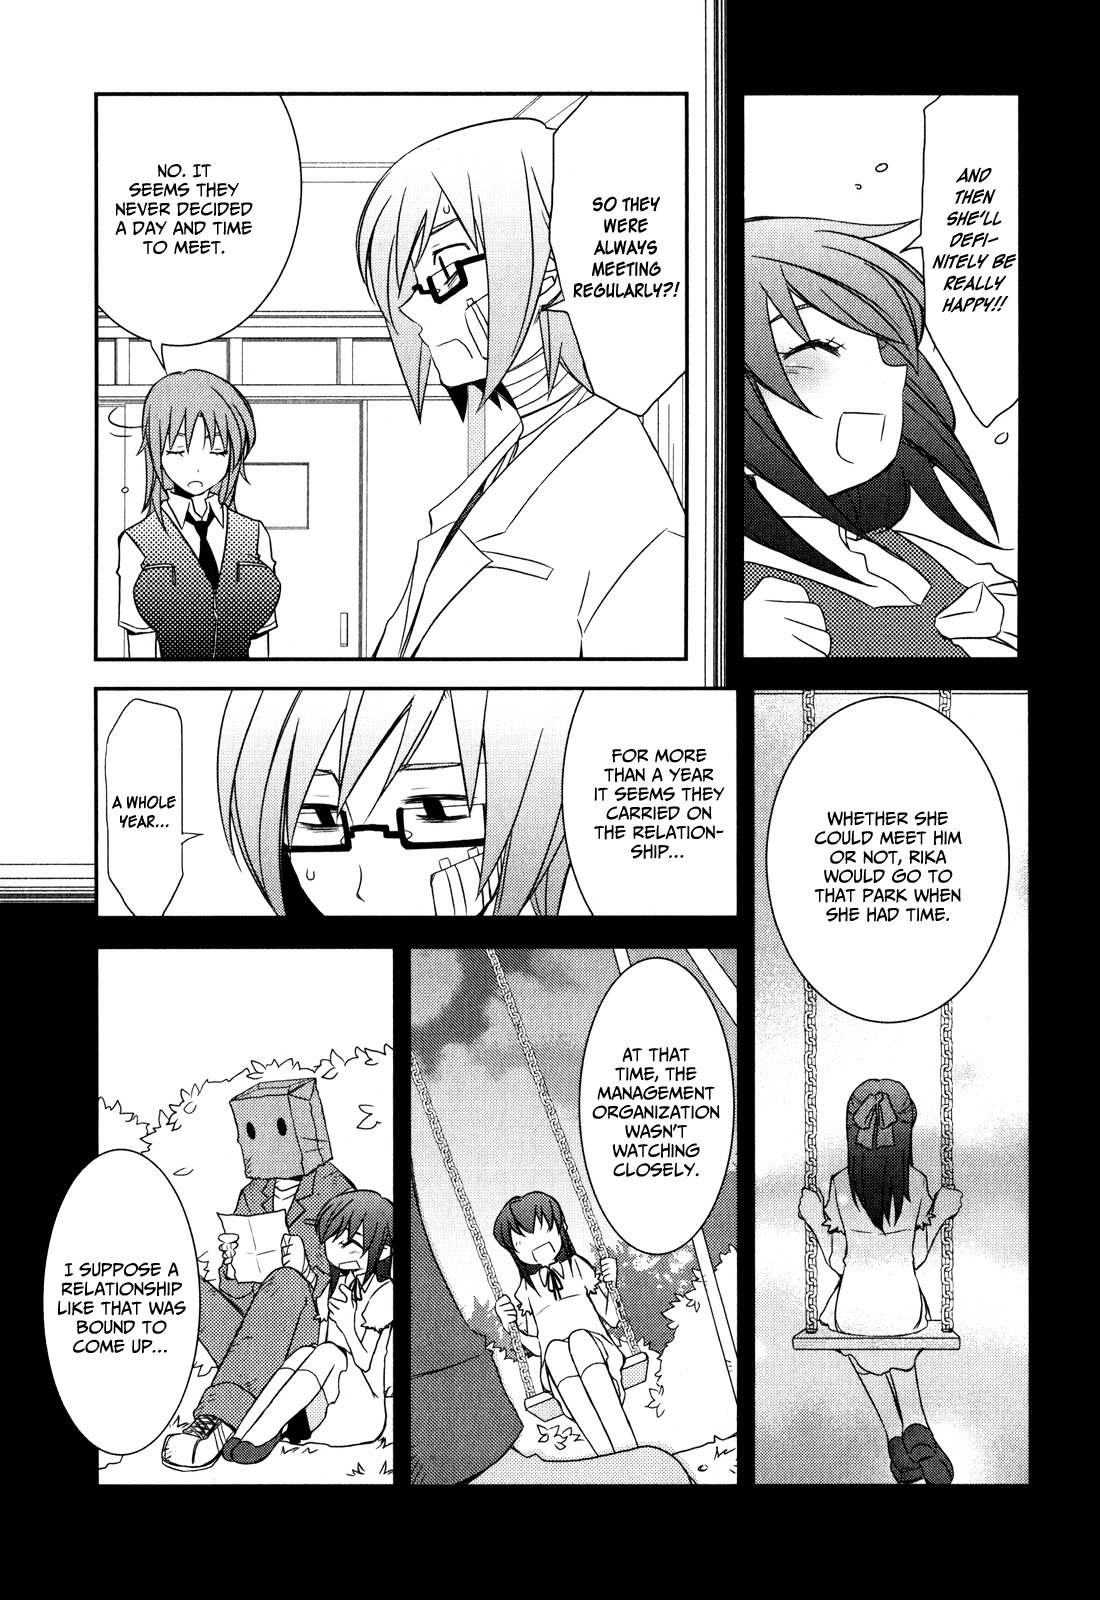 AND
THEN
SHE'LL
DEFI-
NITELY BE
REALLY
HAPPY!!
SO THEY
WERE
ALWAYS
MEETING
REGULARLY?!
NO. IT
SEEMS THEY
NEVER DECIDED
A DAY AND TIME
TO MEET.
WHETHER SHE
COULD MEET HIM
OR NOT, RIKA
WOULD GO TO
THAT PARK WHEN
SHE HAD TIME.
FOR MORE
THAN A YEAR
IT SEEMS THEY
CARRIED ON
THE RELATION-
SHIP...
A WHOLE
YEAR...
AT THAT
TIME, THE
MANAGEMENT
ORGANIZATION
WASN'T
WATCHING
CLOSELY.
I SUPPOSE A
RELATIONSHIP
LIKE THAT WAS
BOUND TO
COME UP...